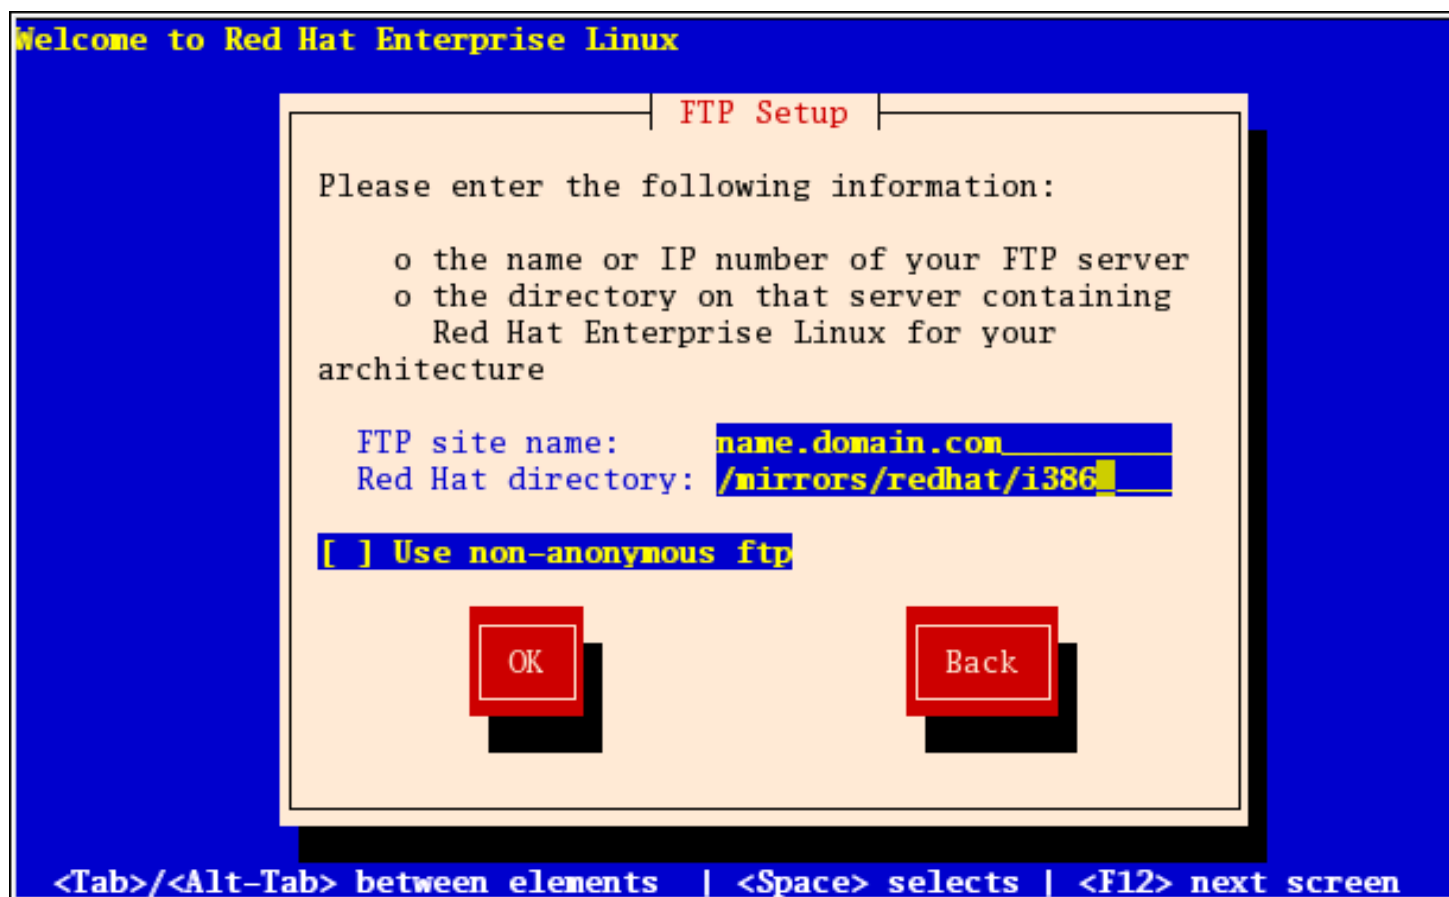 Welcome to Red Hat Enterprise Linux
FTP Setup
Please enter the following information:
o the name or IP number of your FTP server
o the directory on that server containing
Red Hat Enterprise Linux for your
architecture
FTP site name: name.domain.com
Red Hat directory: /mirrors/redhat/i386
[ ] Use non-anonymous ftp
OK Back
<Tab>/<Alt-Tab> between elements | <Space> selects | <F12> next screen